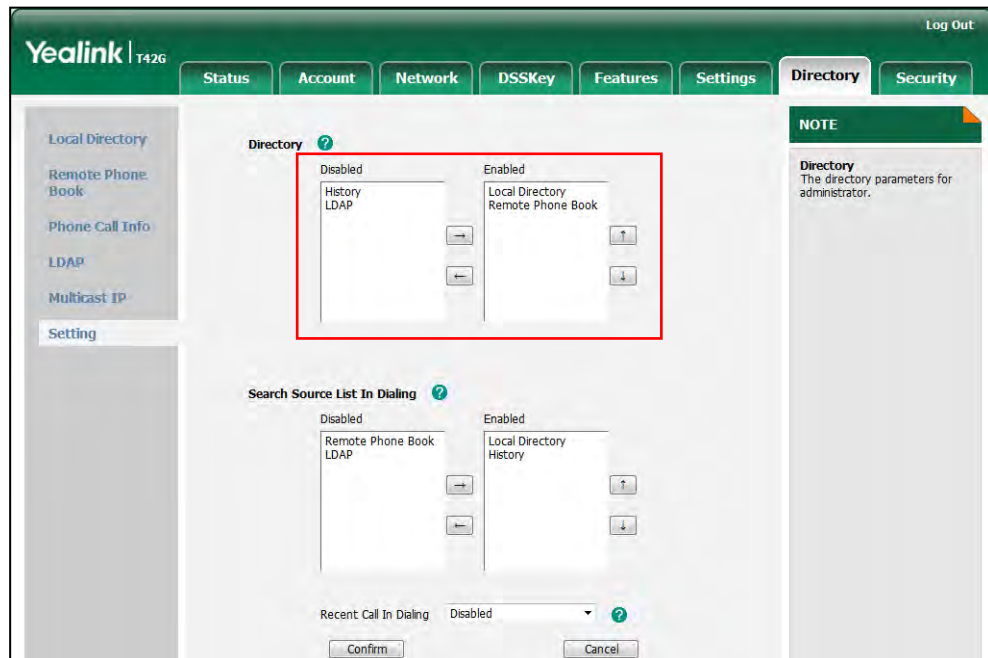 Log Out
Yealink T42G
Status Account Network DSSKey Features Settings Directory Security
Local Directory
Remote Phone
Book
Phone Call Info
LDAP
Multicast IP
Setting
Directory ?
Disabled Enabled
History
LDAP
Local Directory
Remote Phone Book
→
←
↑
↓
Search Source List In Dialing ?
Disabled Enabled
Remote Phone Book
LDAP
Local Directory
History
→
←
↑
↓
Recent Call In Dialing Disabled ?
Confirm Cancel
NOTE
Directory
The directory parameters for
administrator.